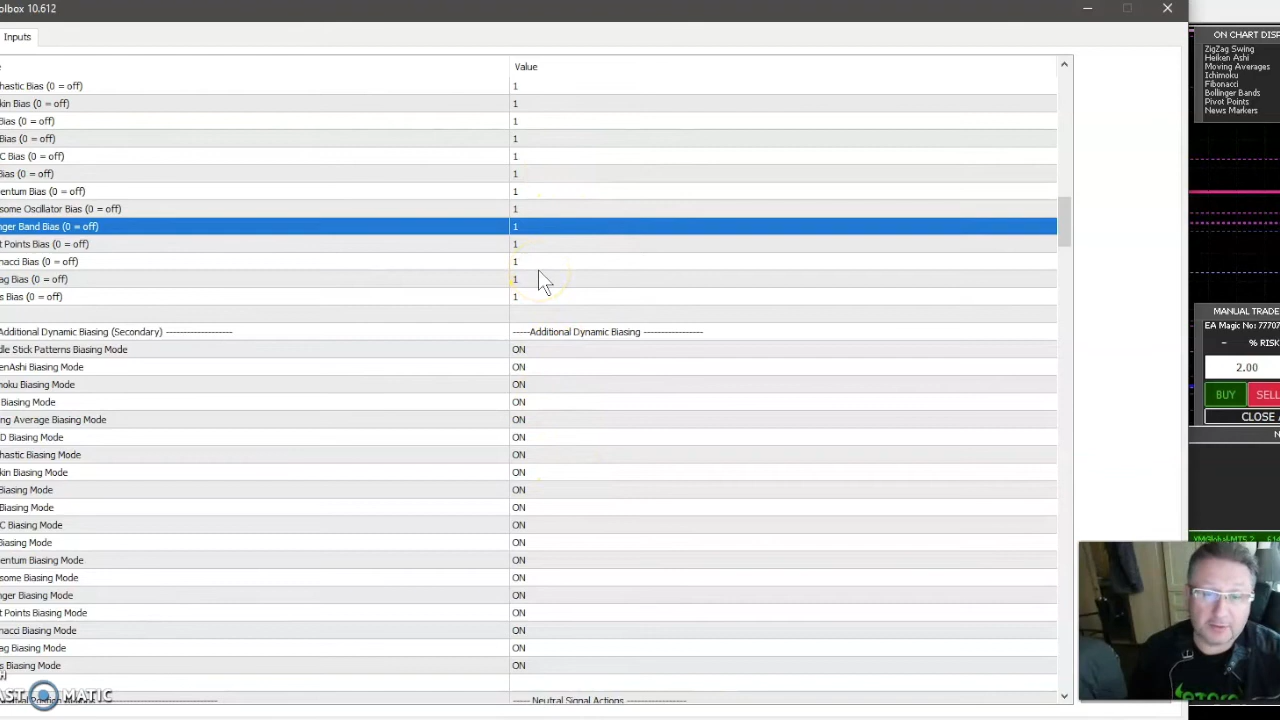 olbox 10.612
Inputs
e Value
hastic Bias (0 = off) 1
kin Bias (0 = off) 1
Bias (0 = off) 1
Bias (0 = off) 1
C Bias (0 = off) 1
Bias (0 = off) 1
entum Bias (0 = off) 1
some Oscillator Bias (0 = off) 1
nger Band Bias (0 = off) 1
t Points Bias (0 = off) 1
nacci Bias (0 = off) 1
ag Bias (0 = off) 1
s Bias (0 = off) 1
Additional Dynamic Biasing (Secondary) ------------------- -----Additional Dynamic Biasing -----------------
dle Stick Patterns Biasing Mode ON
enAshi Biasing Mode ON
noku Biasing Mode ON
Biasing Mode ON
ing Average Biasing Mode ON
D Biasing Mode ON
hastic Biasing Mode ON
kin Biasing Mode ON
Biasing Mode ON
Biasing Mode ON
C Biasing Mode ON
Biasing Mode ON
entum Biasing Mode ON
some Biasing Mode ON
nger Biasing Mode ON
t Points Biasing Mode ON
nacci Biasing Mode ON
ag Biasing Mode ON
s Biasing Mode ON
----- Neutral Signal Actions ------------------
AST MATIC
ON CHART DISP
ZigZag Swing
Heiken Ashi
Moving Averages
Ichimoku
Fibonacci
Bollinger Bands
Pivot Points
News Markers
MANUAL TRADE
EA Magic No: 77707
– % RISK
2.00
BUY SELL
CLOSE A
N